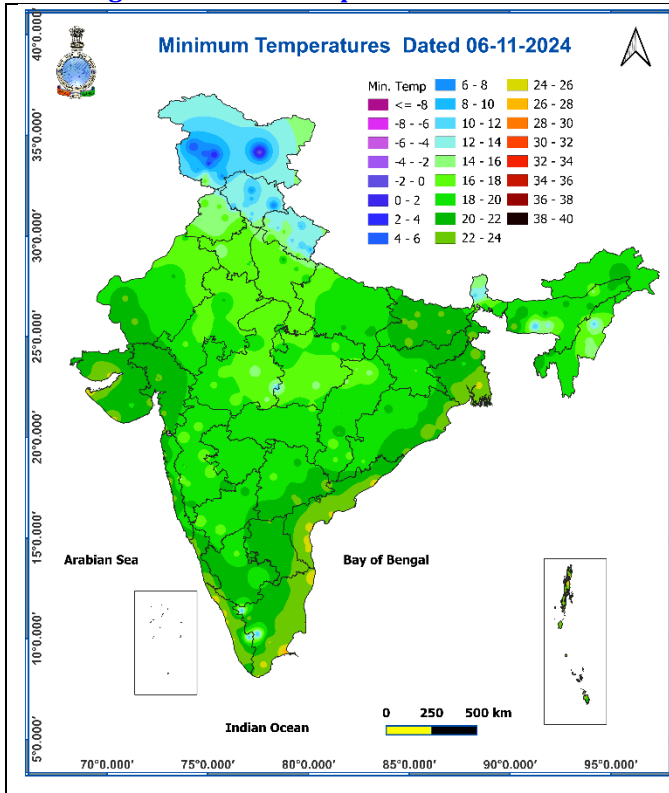 Minimum Temperatures Dated 06-11-2024
Min. Temp
<= -8
-8 - -6
-6 - -4
-4 - -2
-2 - 0
0 - 2
2 - 4
4 - 6
6 - 8
8 - 10
10 - 12
12 - 14
14 - 16
16 - 18
18 - 20
20 - 22
22 - 24
24 - 26
26 - 28
28 - 30
30 - 32
32 - 34
34 - 36
36 - 38
38 - 40
40°0.000'
35°0.000'
30°0.000'
25°0.000'
20°0.000'
15°0.000'
10°0.000'
5°0.000'
Arabian Sea
Bay of Bengal
Indian Ocean
0 250 500 km
70°0.000' 75°0.000' 80°0.000' 85°0.000' 90°0.000' 95°0.000'